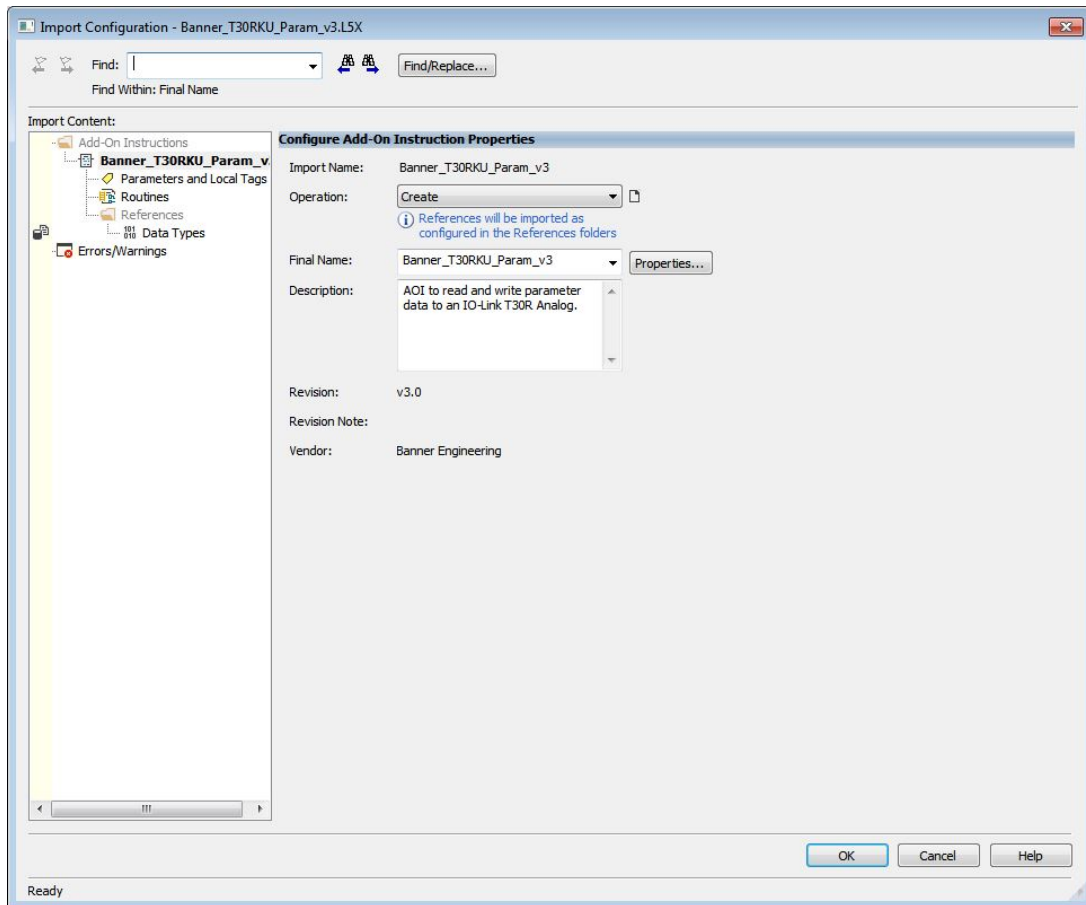 Import Configuration - Banner_T30RKU_Param_v3.L5X
Find:
Find/Replace...
Find Within: Final Name
Import Content:
Add-On Instructions
Banner_T30RKU_Param_v
Parameters and Local Tags
Routines
References
Data Types
Errors/Warnings
Configure Add-On Instruction Properties
Import Name: Banner_T30RKU_Param_v3
Operation: Create
References will be imported as
configured in the References folders
Final Name: Banner_T30RKU_Param_v3 Properties...
Description: AOI to read and write parameter
data to an IO-Link T30R Analog.
Revision: v3.0
Revision Note:
Vendor: Banner Engineering
OK Cancel Help
Ready